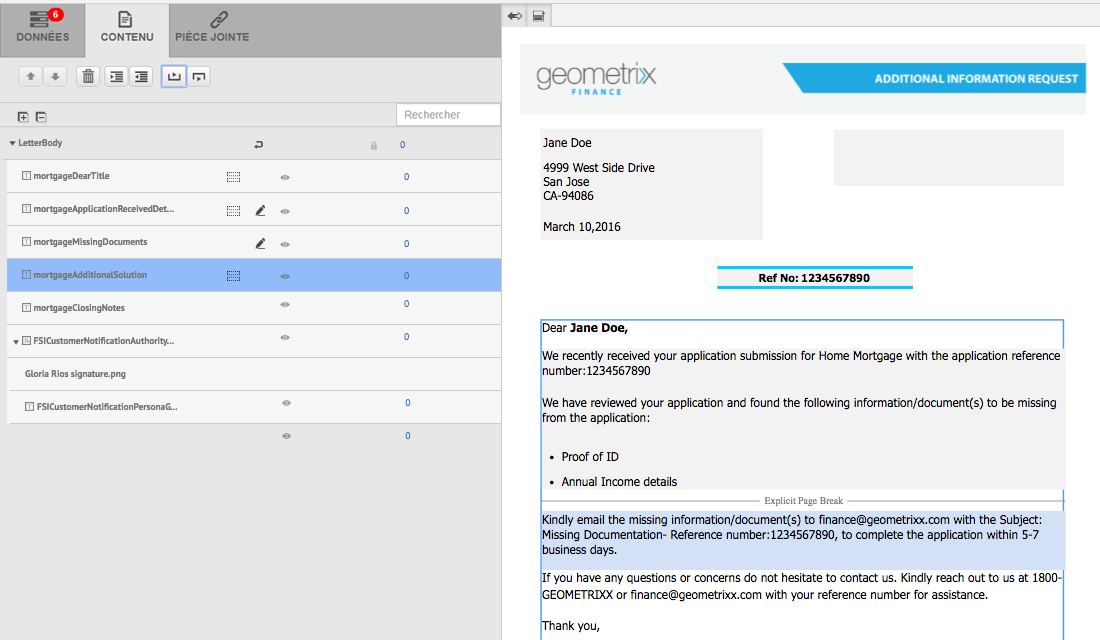 6
DONNÉES
CONTENU
PIÈCE JOINTE
Rechercher
LetterBody 0
mortgageDearTitle 0
mortgageApplicationReceivedDet... 0
mortgageMissingDocuments 0
mortgageAdditionalSolution 0
mortgageClosingNotes 0
FSICustomerNotificationAuthority... 0
Gloria Rios signature.png
FSICustomerNotificationPersonaG... 0
0
geometrixx
FINANCE
ADDITIONAL INFORMATION REQUEST
Jane Doe
4999 West Side Drive
San Jose
CA-94086
March 10,2016
Ref No: 1234567890
Dear Jane Doe,
We recently received your application submission for Home Mortgage with the application reference
number:1234567890
We have reviewed your application and found the following information/document(s) to be missing
from the application:
• Proof of ID
• Annual Income details
Explicit Page Break
Kindly email the missing information/document(s) to finance@geometrixx.com with the Subject:
Missing Documentation- Reference number:1234567890, to complete the application within 5-7
business days.
If you have any questions or concerns do not hesitate to contact us. Kindly reach out to us at 1800-
GEOMETRIXX or finance@geometrixx.com with your reference number for assistance.
Thank you,